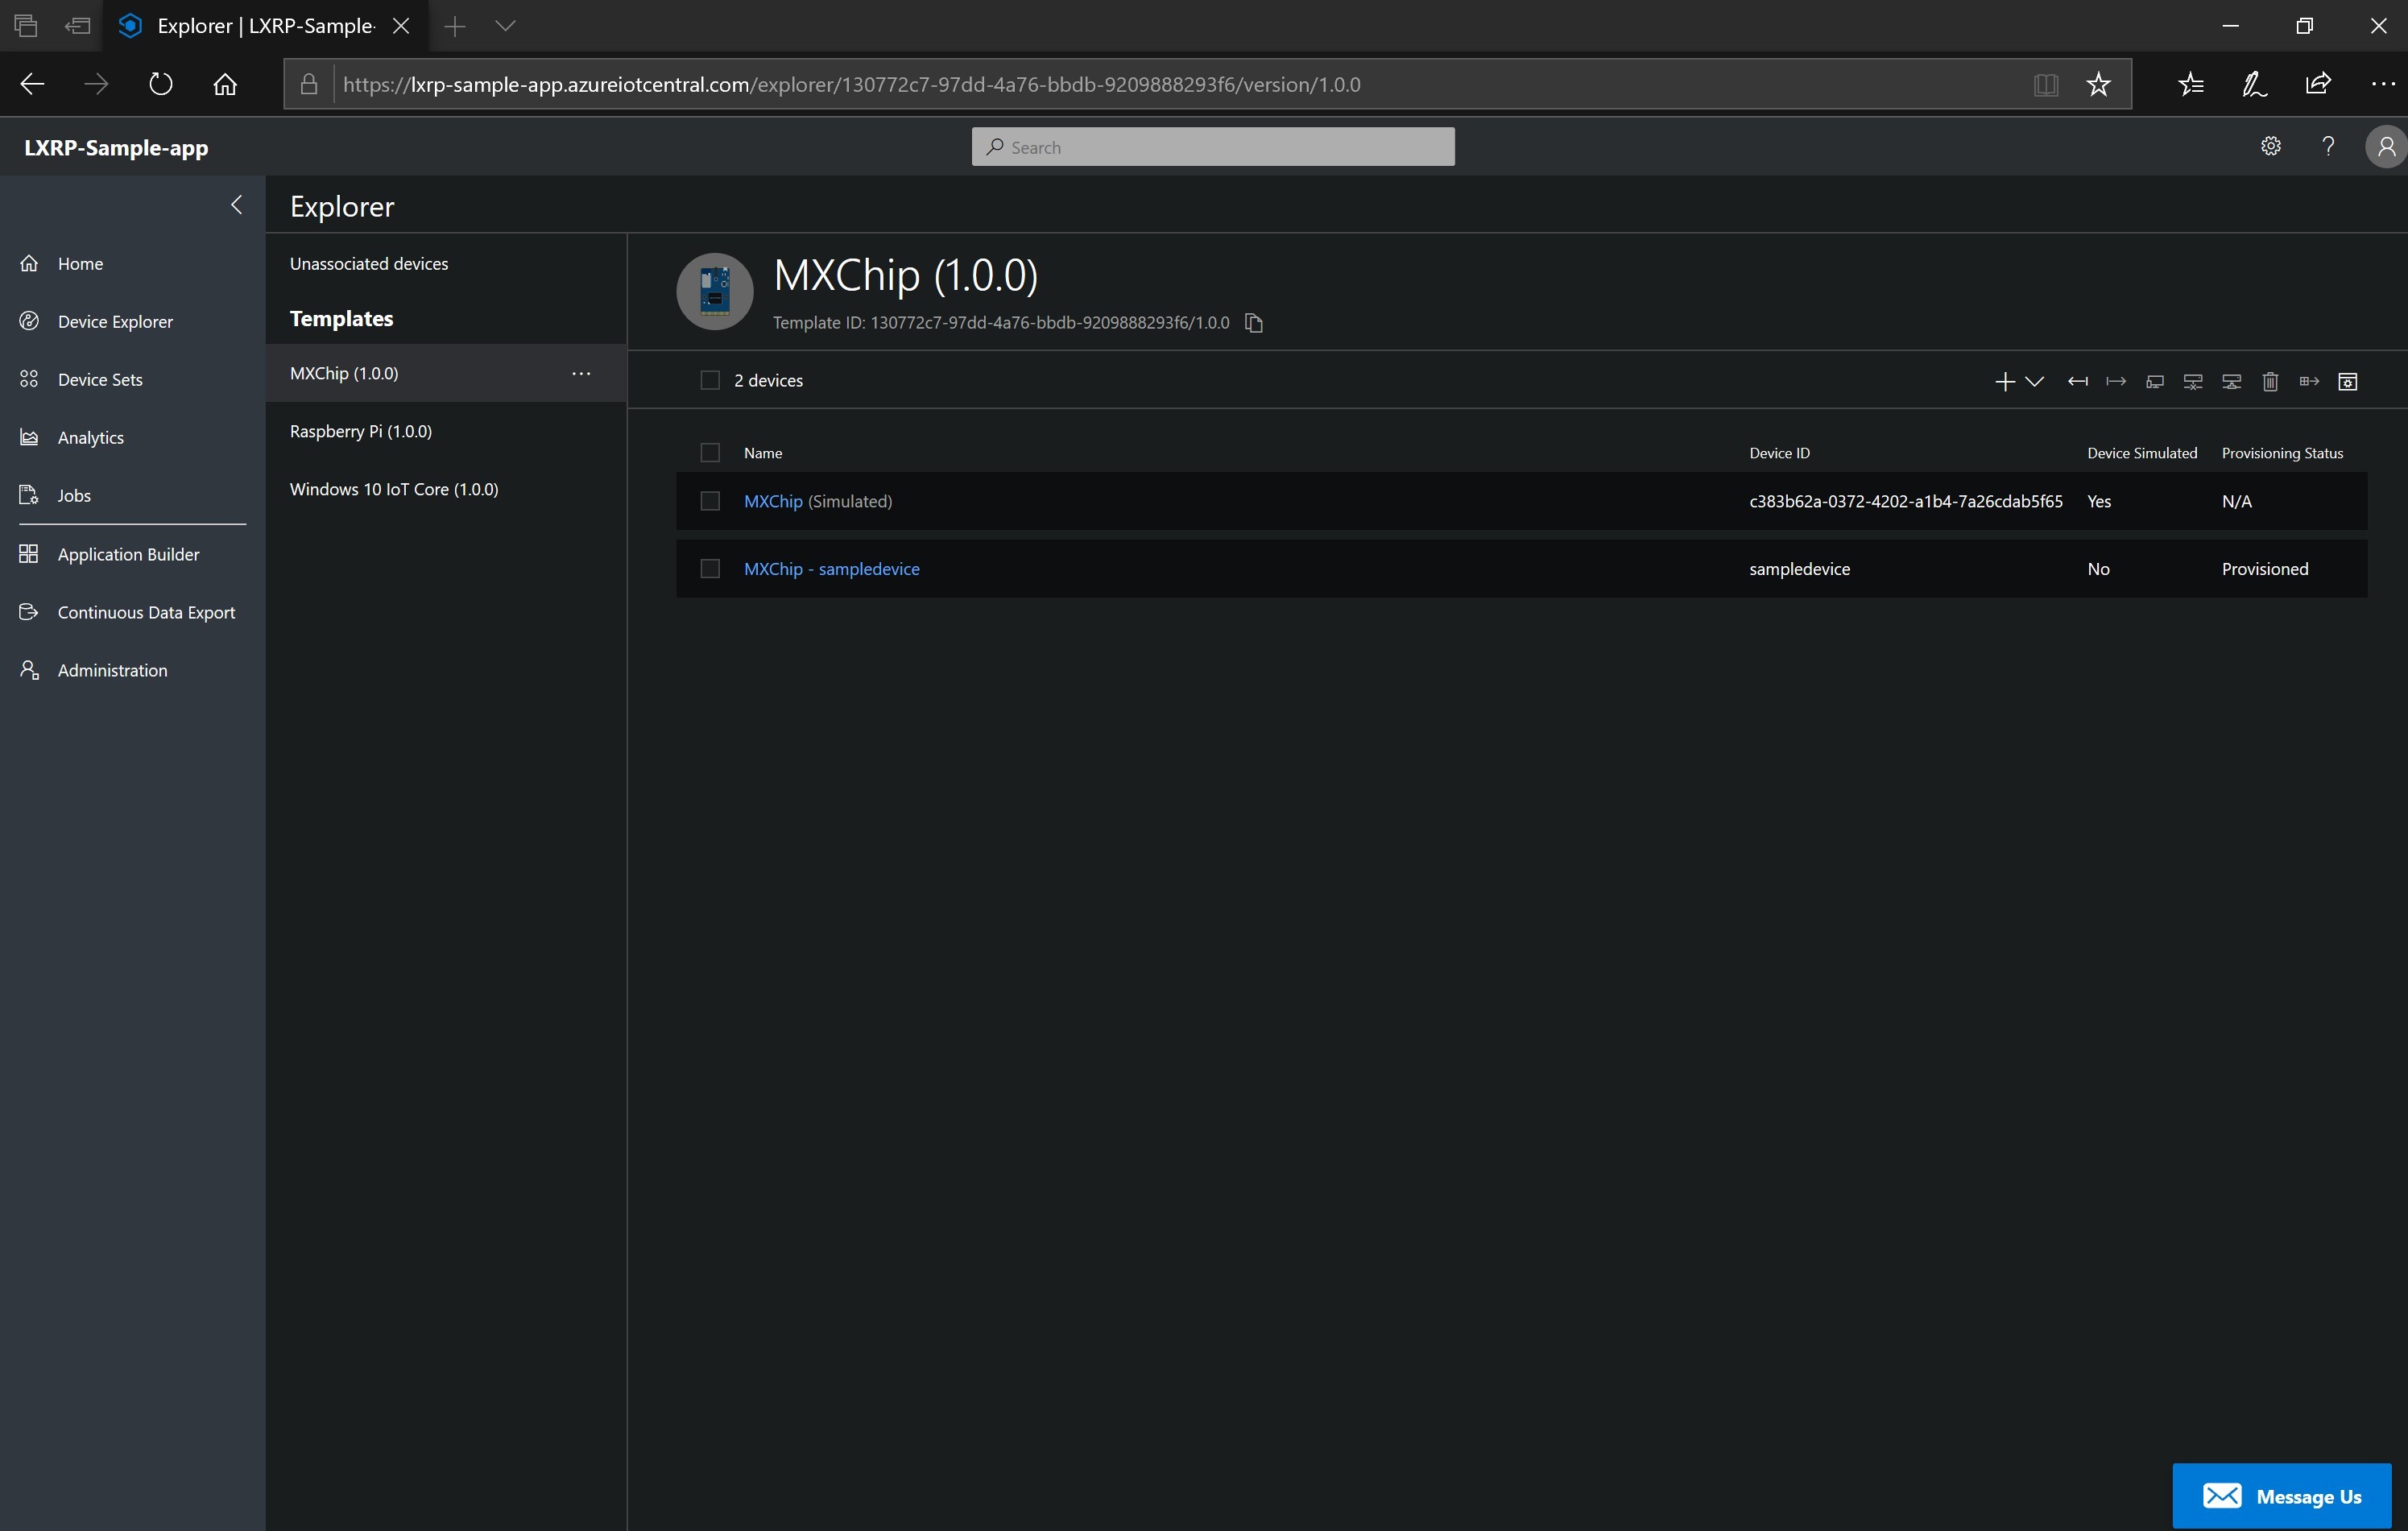 Explorer | LXRP-Sample-
https://lxrp-sample-app.azureiotcentral.com/explorer/130772c7-97dd-4a76-bbdb-9209888293f6/version/1.0.0
LXRP-Sample-app
Search
?
Home
Device Explorer
Device Sets
Analytics
Jobs
Application Builder
Continuous Data Export
Administration
Explorer
Unassociated devices
Templates
MXChip (1.0.0)
Raspberry Pi (1.0.0)
Windows 10 IoT Core (1.0.0)
MXChip (1.0.0)
Template ID: 130772c7-97dd-4a76-bbdb-9209888293f6/1.0.0
2 devices
Name Device ID Device Simulated Provisioning Status
MXChip (Simulated) c383b62a-0372-4202-a1b4-7a26cdab5f65 Yes N/A
MXChip - sampledevice sampledevice No Provisioned
Message Us